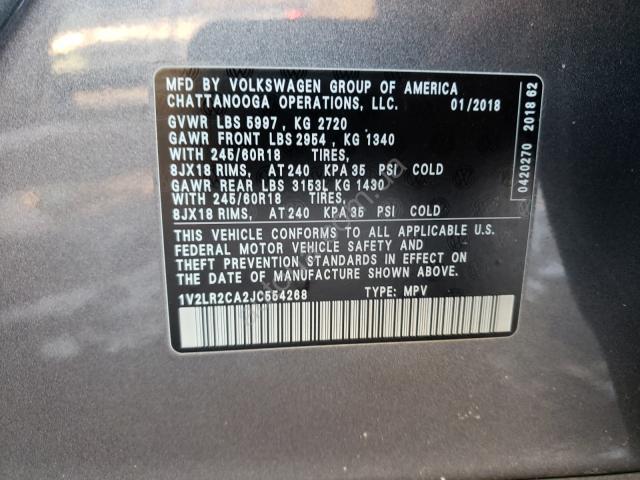 MFD BY VOLKSWAGEN GROUP OF AMERICA
CHATTANOOGA OPERATIONS, LLC. 01/2018
GVWR LBS 5997, KG 2720
GAWR FRONT LBS 2954, KG 1340
WITH 245/60R18 TIRES,
8JX18 RIMS, AT 240 KPA 35 PSI COLD
GAWR REAR LBS 3153L KG 1430
WITH 245/60R18 TIRES,
8JX18 RIMS, AT 240 KPA 35 PSI COLD
THIS VEHICLE CONFORMS TO ALL APPLICABLE U.S.
FEDERAL MOTOR VEHICLE SAFETY AND
THEFT PREVENTION STANDARDS IN EFFECT ON
THE DATE OF MANUFACTURE SHOWN ABOVE.
1V2LR2CA2JC554268 TYPE: MPV
0420270 2018 62